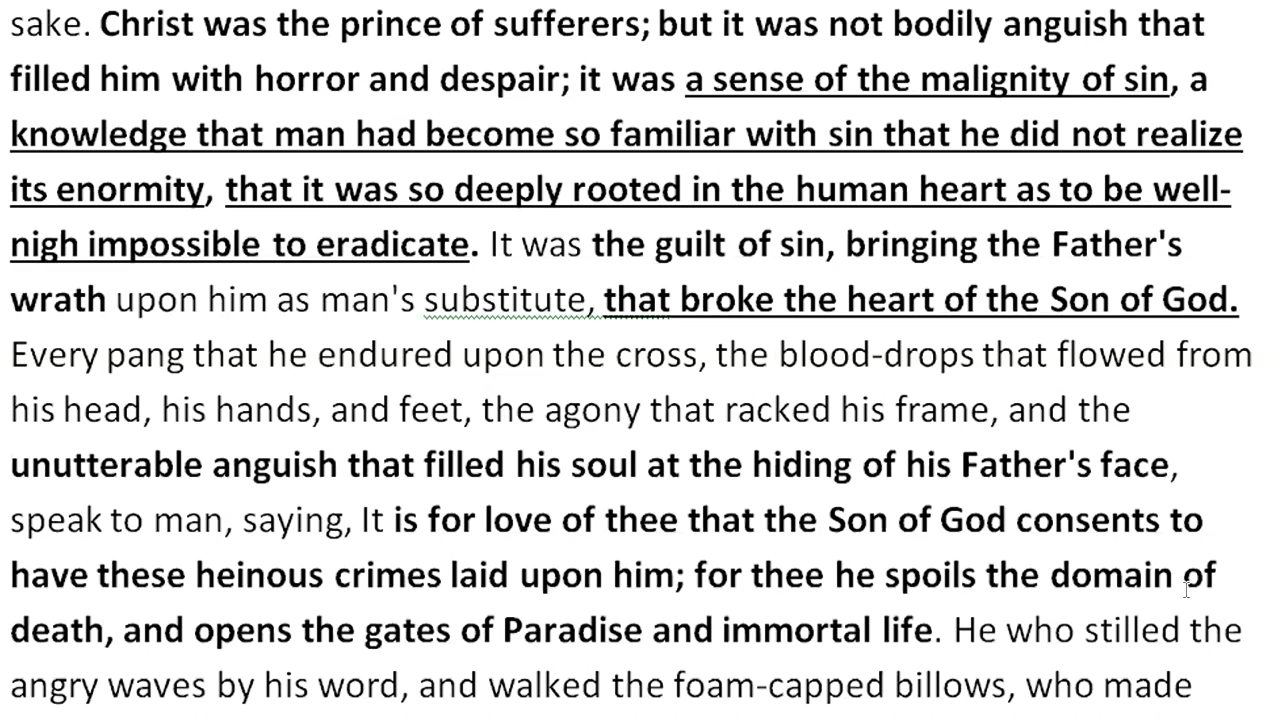 sake. Christ was the prince of sufferers; but it was not bodily anguish that
filled him with horror and despair; it was a sense of the malignity of sin, a
knowledge that man had become so familiar with sin that he did not realize
its enormity, that it was so deeply rooted in the human heart as to be well-
nigh impossible to eradicate. It was the guilt of sin, bringing the Father's
wrath upon him as man's substitute, that broke the heart of the Son of God.
Every pang that he endured upon the cross, the blood-drops that flowed from
his head, his hands, and feet, the agony that racked his frame, and the
unutterable anguish that filled his soul at the hiding of his Father's face,
speak to man, saying, It is for love of thee that the Son of God consents to
have these heinous crimes laid upon him; for thee he spoils the domain of
death, and opens the gates of Paradise and immortal life. He who stilled the
angry waves by his word, and walked the foam-capped billows, who made